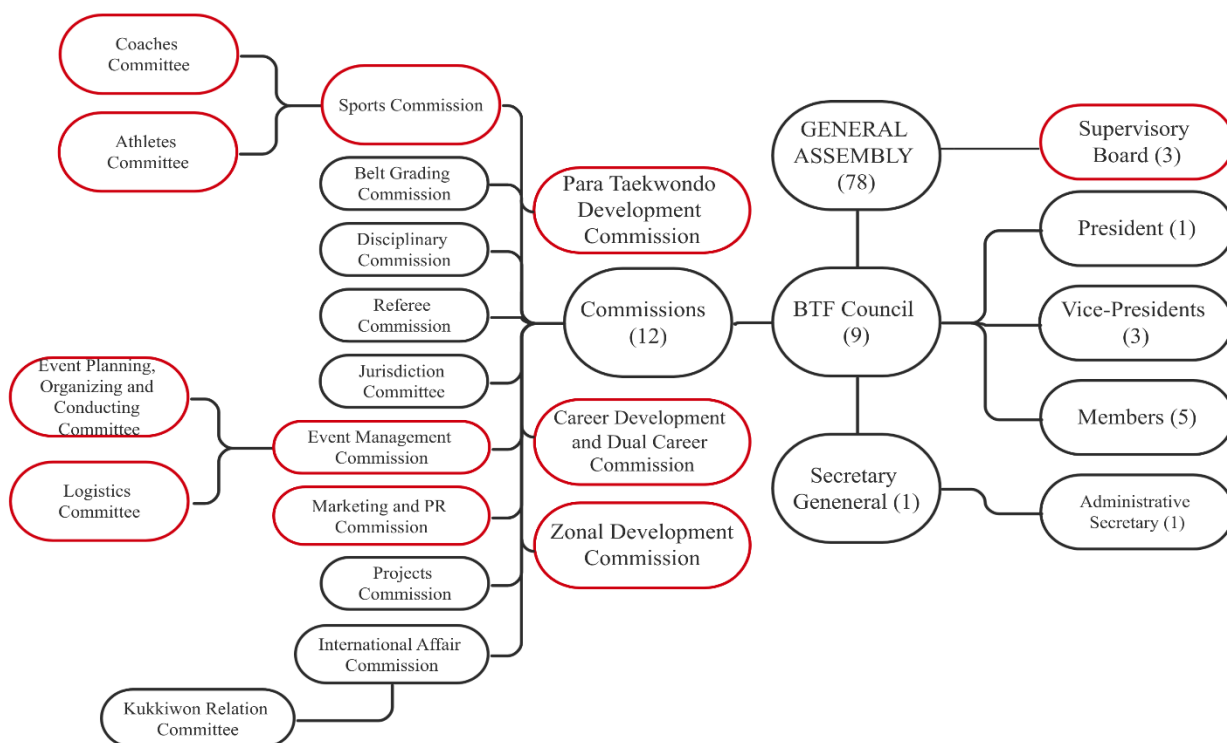 Coaches
Committee
Athletes
Committee
Sports Commission
Belt Grading
Commission
Disciplinary
Commission
Referee
Commission
Jurisdiction
Committee
Event Planning,
Organizing and
Conducting
Committee
Logistics
Committee
Event Management
Commission
Marketing and PR
Commission
Projects
Commission
International Affair
Commission
Kukkiwon Relation
Committee
Para Taekwondo
Development
Commission
Commissions
(12)
Career Development
and Dual Career
Commission
Zonal Development
Commission
GENERAL
ASSEMBLY
(78)
BTF Council
(9)
Secretary
Geneneral (1)
Supervisory
Board (3)
President (1)
Vice-Presidents
(3)
Members (5)
Administrative
Secretary (1)